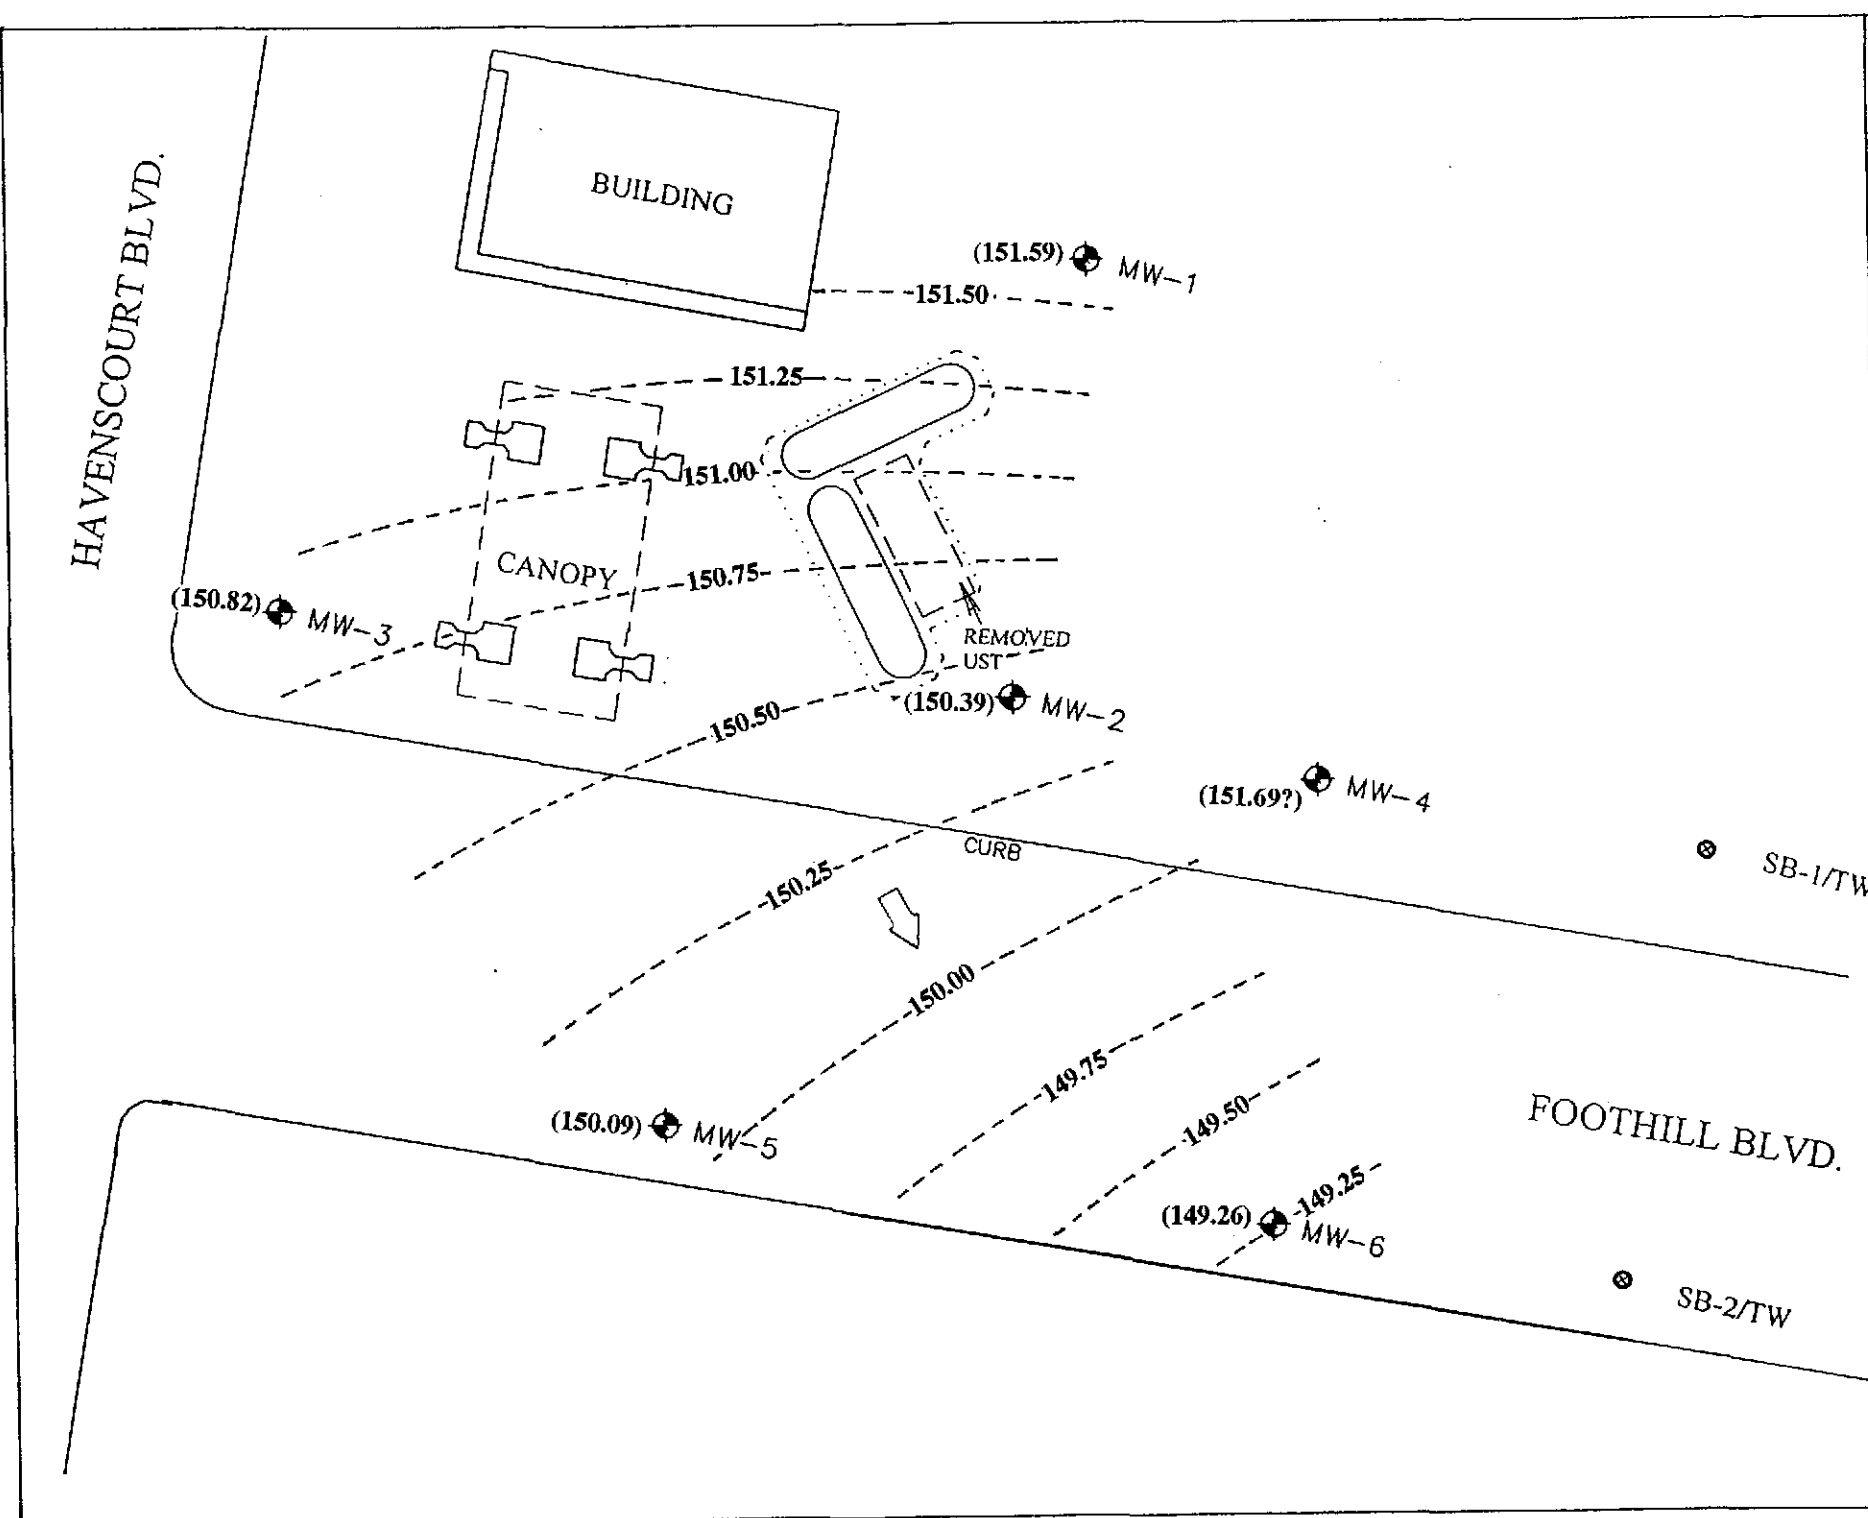 HAVENSCOURT BLVD.
BUILDING
(151.59) MW-1
151.50
151.25
151.00
CANOPY
150.75
(150.82) MW-3
REMOVED
UST
150.50
(150.39) MW-2
(151.69?) MW-4
CURB
150.25
SB-1/TW
150.00
149.75
149.50
(150.09) MW-5
FOOTHILL BLVD.
149.25
(149.26) MW-6
SB-2/TW